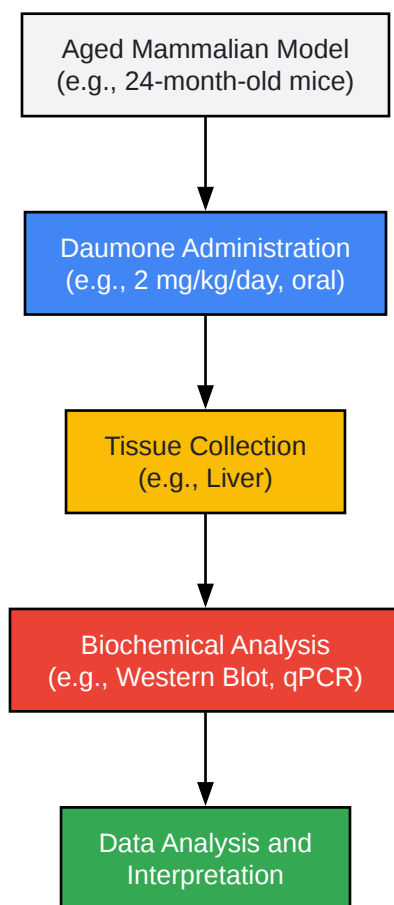 Aged Mammalian Model
(e.g., 24-month-old mice)
Daumone Administration
(e.g., 2 mg/kg/day, oral)
Tissue Collection
(e.g., Liver)
Biochemical Analysis
(e.g., Western Blot, qPCR)
Data Analysis and
Interpretation